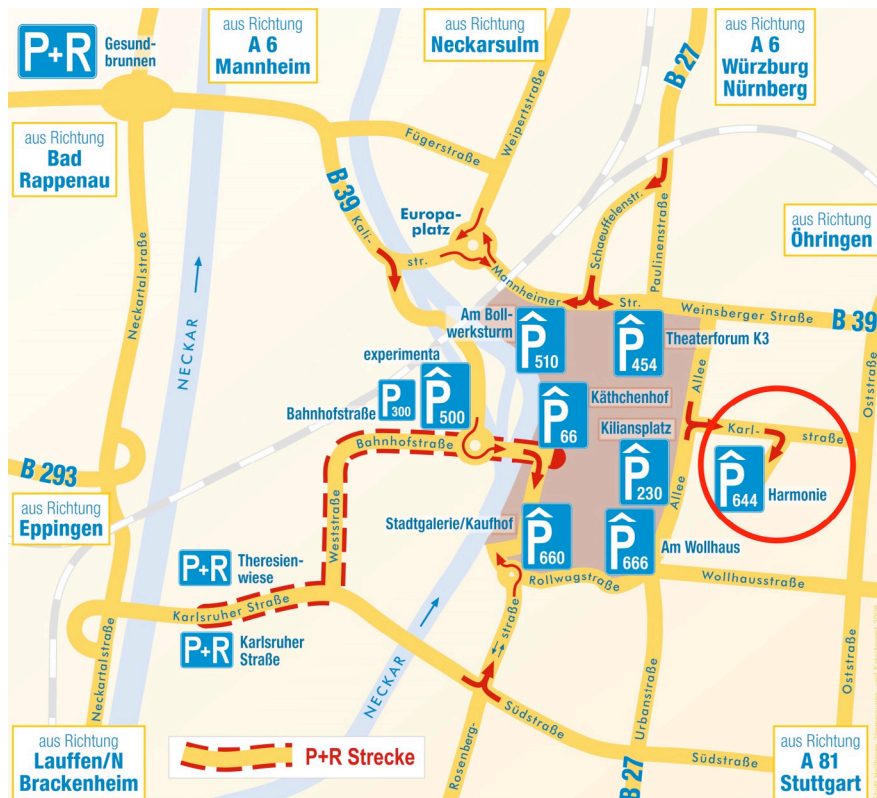 P+R
Gesund-
brunnen
aus Richtung
A 6
Mannheim
aus Richtung
Neckarsulm
aus Richtung
A 6
Würzburg
Nürnberg
B 27
aus Richtung
Bad
Rappenau
Fügerstraße
Weipertstraße
B 39
Kali-
str.
Europa-
platz
Mannheimer
Str.
Schaeuffelenstr.
Paulinenstraße
aus Richtung
Öhringen
Weinsberger Straße
B 39
Neckartalstraße
NECKAR
Am Boll-
werksturm
P
510
P
454
Theaterforum K3
experimenta
P
500
Bahnhofstraße
P
300
Käthchenhof
P
66
Kiliansplatz
P
230
Allee
Allee
Karl-
straße
Oststraße
P
644
Harmonie
Bahnhofstraße
B 293
aus Richtung
Eppingen
Weststraße
Stadtgalerie/Kaufhof
P
660
P
666
Am Wollhaus
P+R
Theresien-
wiese
Rollwagstraße
Wollhausstraße
Karlsruher Straße
P+R
Karlsruher
Straße
NECKAR
straße
Rosenberg-
Neckartalstraße
Südstraße
Urbanstraße
Oststraße
B 27
Südstraße
aus Richtung
Lauffen/N
Brackenheim
P+R Strecke
aus Richtung
A 81
Stuttgart